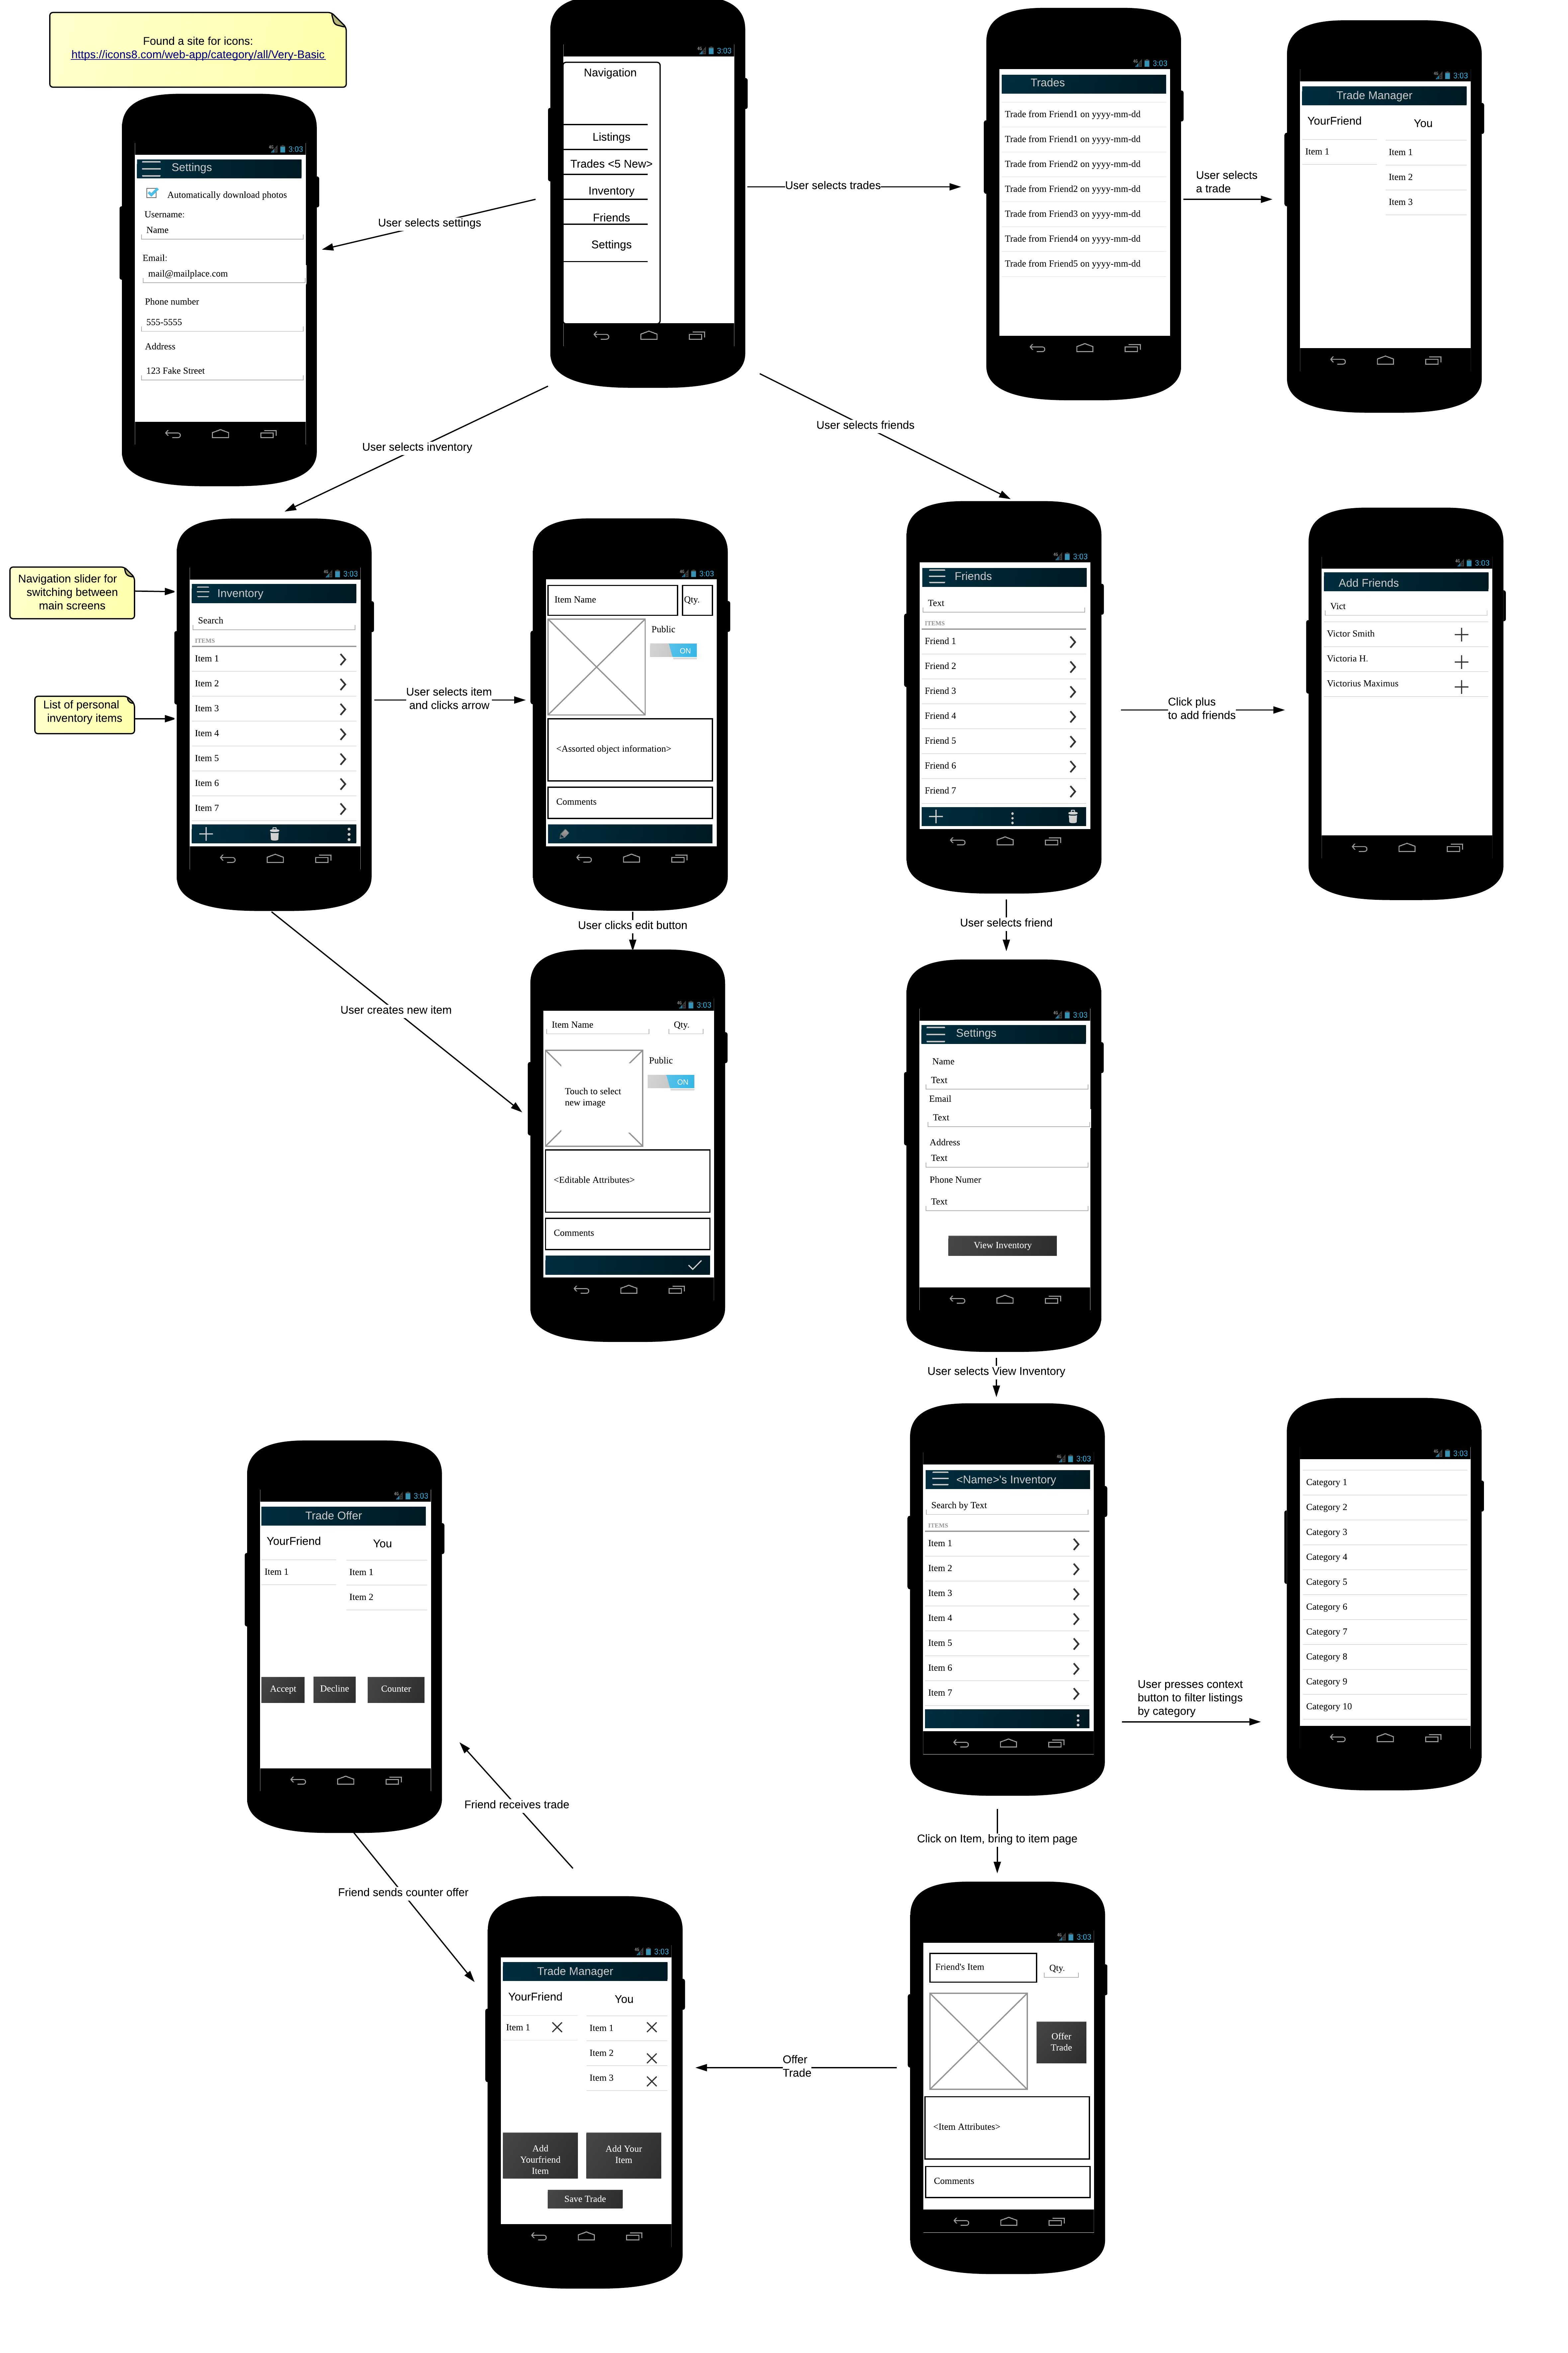 Found a site for icons:
https://icons8.com/web-app/category/all/Very-Basic
3:03
Navigation
Listings
Trades <5 New>
Inventory
Friends
Settings
3:03
Trades
Trade from Friend1 on yyyy-mm-dd
Trade from Friend1 on yyyy-mm-dd
Trade from Friend2 on yyyy-mm-dd
Trade from Friend2 on yyyy-mm-dd
Trade from Friend3 on yyyy-mm-dd
Trade from Friend4 on yyyy-mm-dd
Trade from Friend5 on yyyy-mm-dd
3:03
Trade Manager
YourFriend You
Item 1 Item 1
Item 2
Item 3
3:03
Settings
Automatically download photos
Username:
Name
Email:
mail@mailplace.com
Phone number
555-5555
Address
123 Fake Street
User selects settings
User selects trades
User selects
a trade
User selects inventory
User selects friends
Navigation slider for
switching between
main screens
List of personal
inventory items
3:03
Inventory
Search
ITEMS
Item 1
Item 2
Item 3
Item 4
Item 5
Item 6
Item 7
User selects item
and clicks arrow
3:03
Item Name Qty.
Public
ON
<Assorted object information>
Comments
3:03
Friends
Text
ITEMS
Friend 1
Friend 2
Friend 3
Friend 4
Friend 5
Friend 6
Friend 7
Click plus
to add friends
3:03
Add Friends
Vict
Victor Smith
Victoria H.
Victorius Maximus
User clicks edit button
User selects friend
User creates new item
3:03
Item Name Qty.
Public
ON
Touch to select
new image
<Editable Attributes>
Comments
3:03
Settings
Name
Text
Email
Text
Address
Text
Phone Numer
Text
View Inventory
User selects View Inventory
3:03
<Name>'s Inventory
Search by Text
ITEMS
Item 1
Item 2
Item 3
Item 4
Item 5
Item 6
Item 7
User presses context
button to filter listings
by category
3:03
Category 1
Category 2
Category 3
Category 4
Category 5
Category 6
Category 7
Category 8
Category 9
Category 10
3:03
Trade Offer
YourFriend You
Item 1 Item 1
Item 2
Accept Decline Counter
Friend receives trade
Friend sends counter offer
Click on Item, bring to item page
3:03
Trade Manager
YourFriend You
Item 1 Item 1
Item 2
Item 3
Add
Yourfriend
Item
Add Your
Item
Save Trade
Offer
Trade
3:03
Friend's Item Qty.
Offer
Trade
<Item Attributes>
Comments